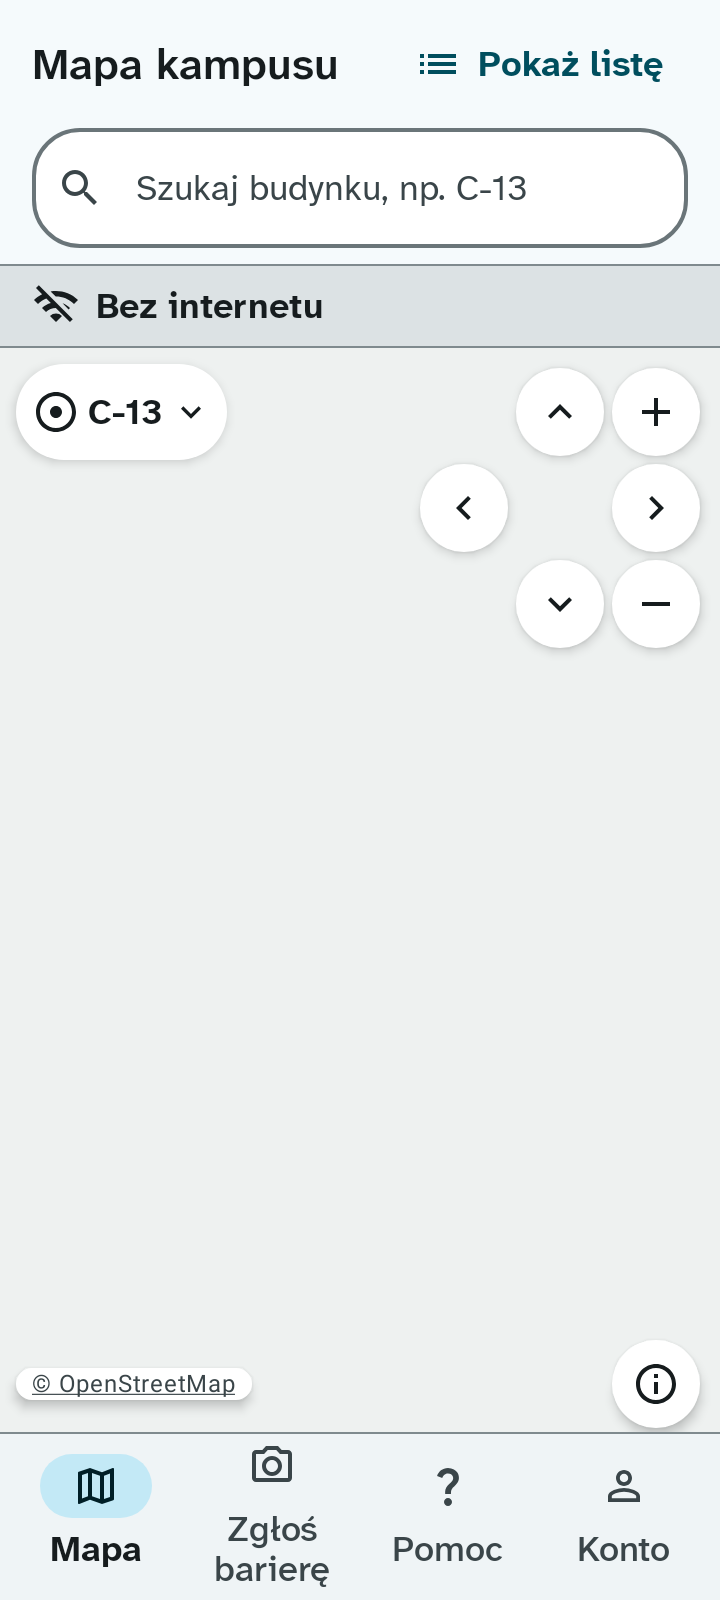 Mapa kampusu
Pokaż listę
Szukaj budynku, np. C-13
Bez internetu
C-13
© OpenStreetMap
Mapa
Zgłoś
barierę
Pomoc
Konto